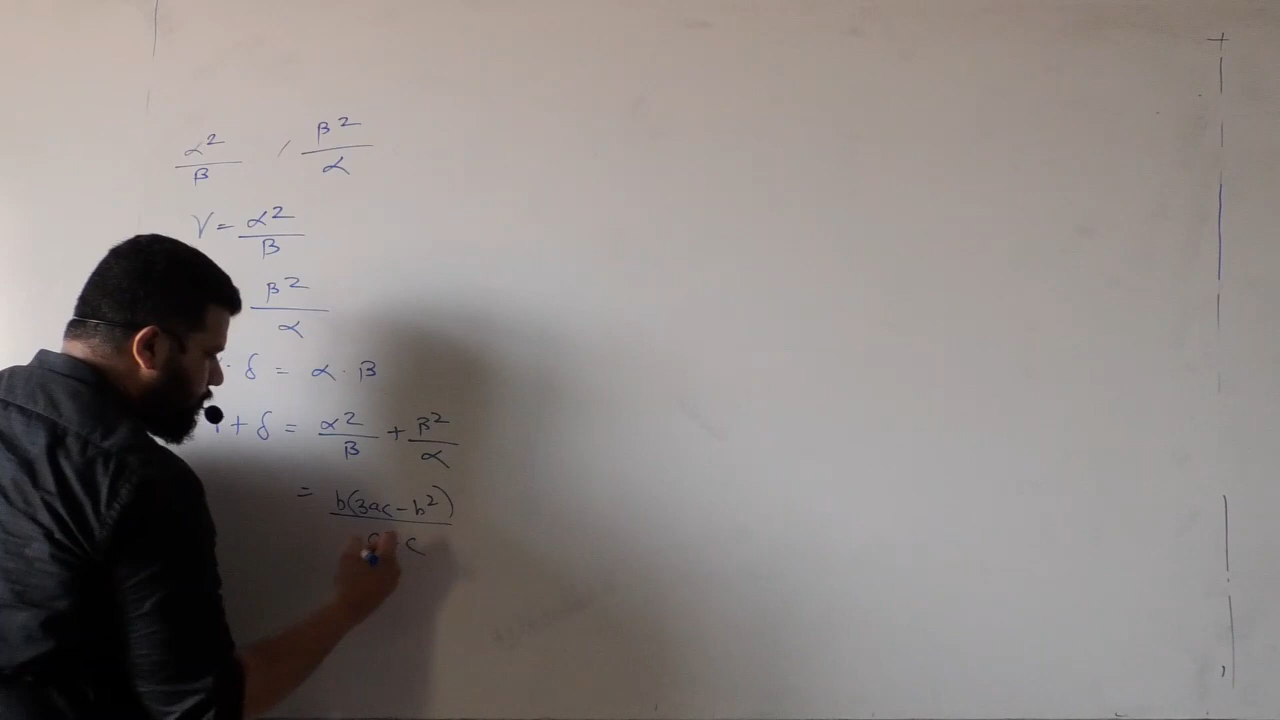 α²/β , β²/α
γ = α²/β
β²/α
· δ = α · β
+ δ = α²/β + β²/α
= b(3ac - b²)/ · c